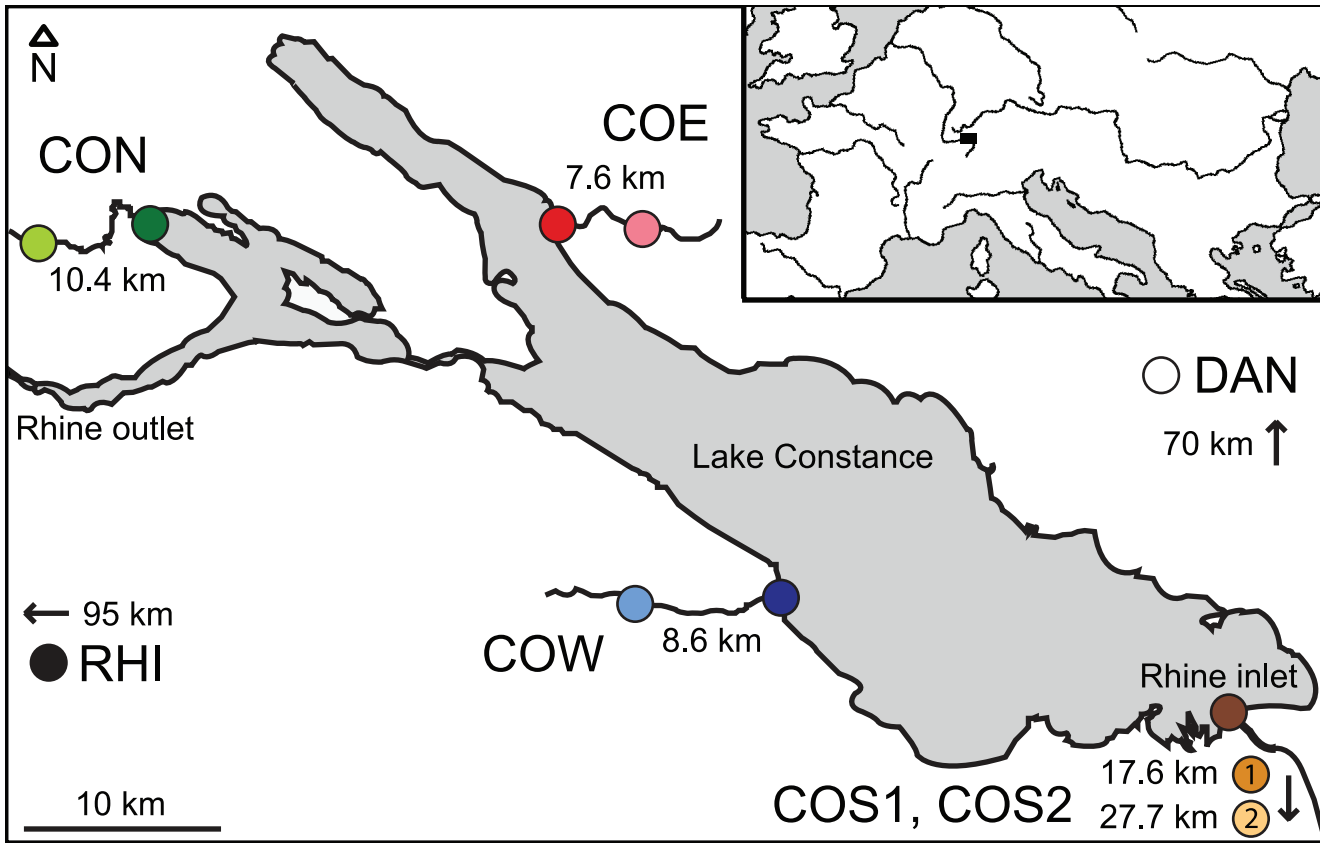 N
CON
10.4 km
COE
7.6 km
Rhine outlet
Lake Constance
DAN
70 km
95 km
RHI
COW
8.6 km
Rhine inlet
COS1, COS2
17.6 km 1
27.7 km 2
10 km